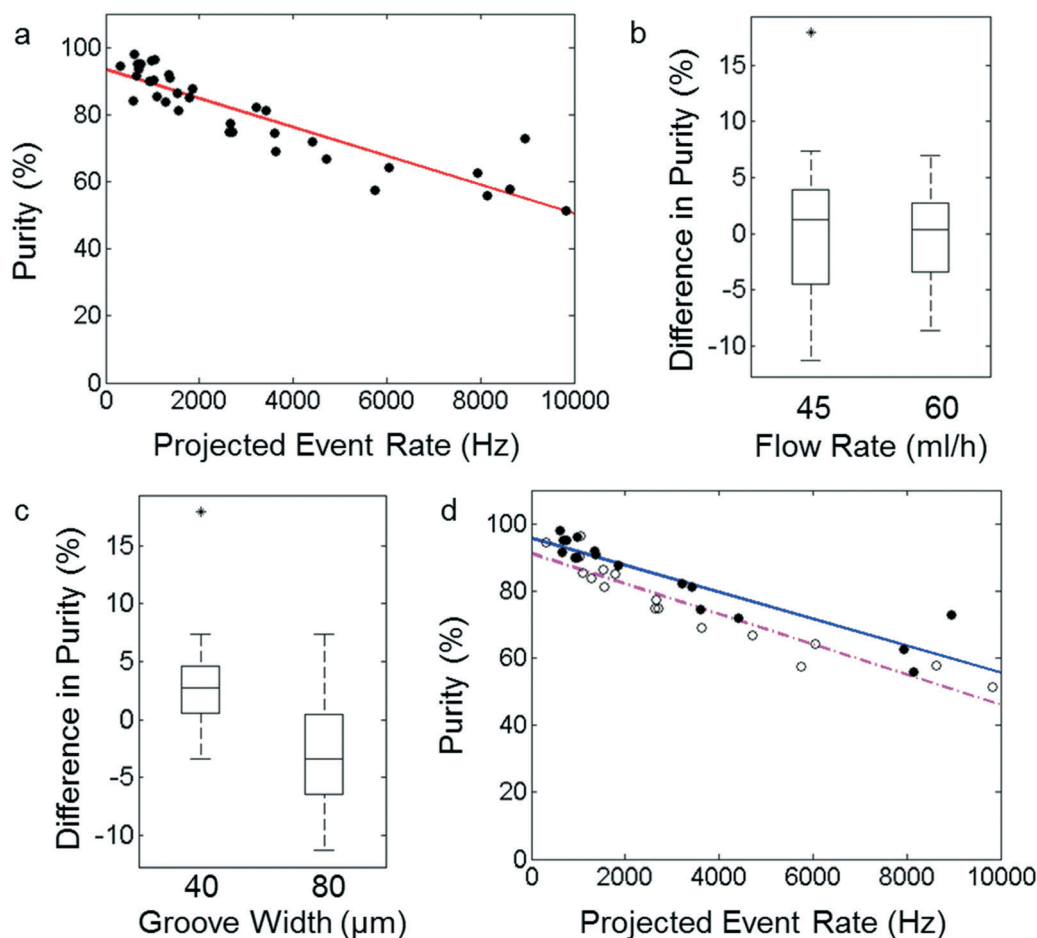 a
100
80
60
40
20
0
Purity (%)
0 2000 4000 6000 8000 10000
Projected Event Rate (Hz)
b
15
10
5
0
-5
-10
Difference in Purity (%)
45 60
Flow Rate (ml/h)
c
15
10
5
0
-5
-10
Difference in Purity (%)
40 80
Groove Width (µm)
d
100
80
60
40
20
0
Purity (%)
0 2000 4000 6000 8000 10000
Projected Event Rate (Hz)